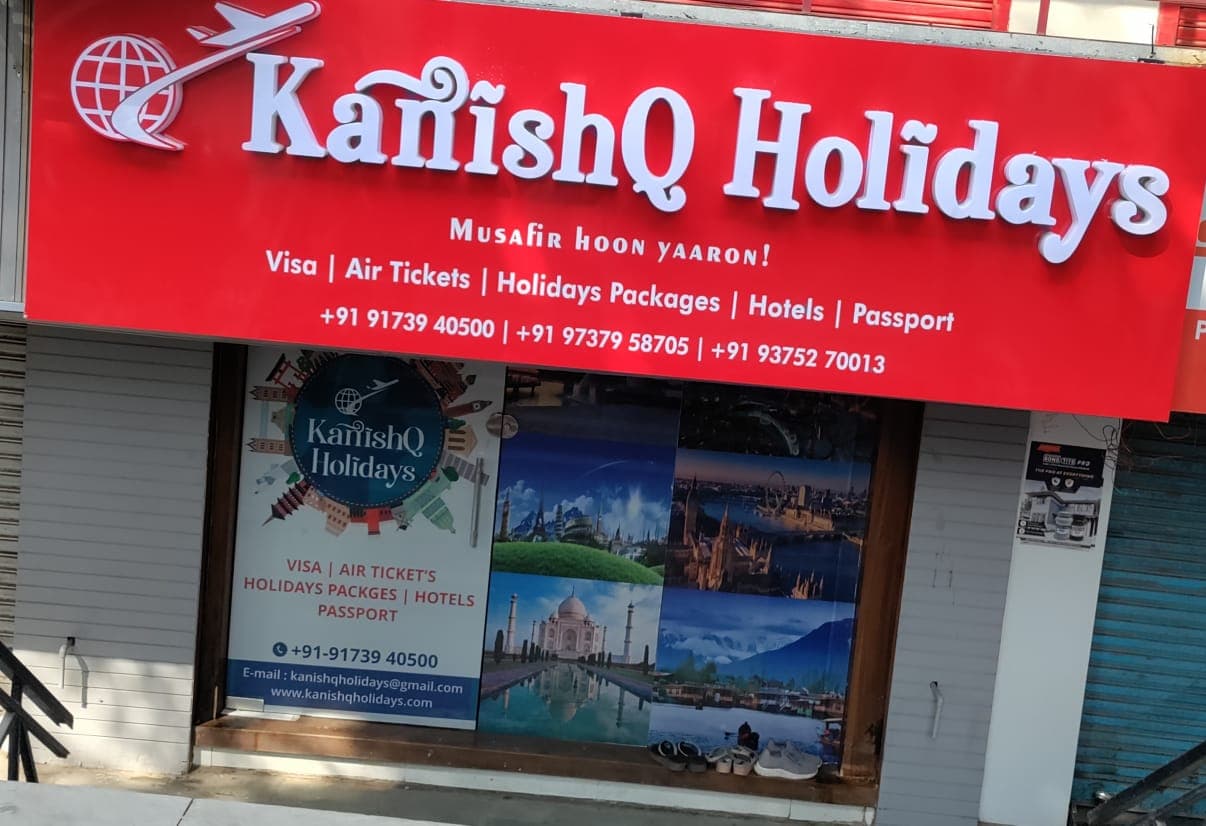 KanishQ Holidays
Musafir hoon yaaron!
Visa | Air Tickets | Holidays Packages | Hotels | Passport
+91 91739 40500 | +91 97379 58705 | +91 93752 70013
KanishQ
Holidays
VISA | AIR TICKET'S
HOLIDAYS PACKGES | HOTELS
PASSPORT
+91-91739 40500
E-mail : kanishqholidays@gmail.com
www.kanishqholidays.com
P